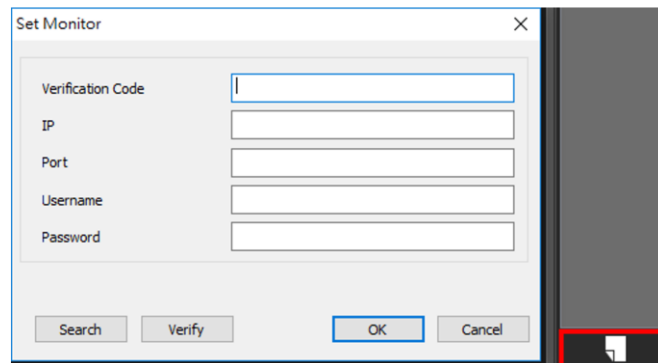 Set Monitor
Verification Code
IP
Port
Username
Password
Search Verify OK Cancel